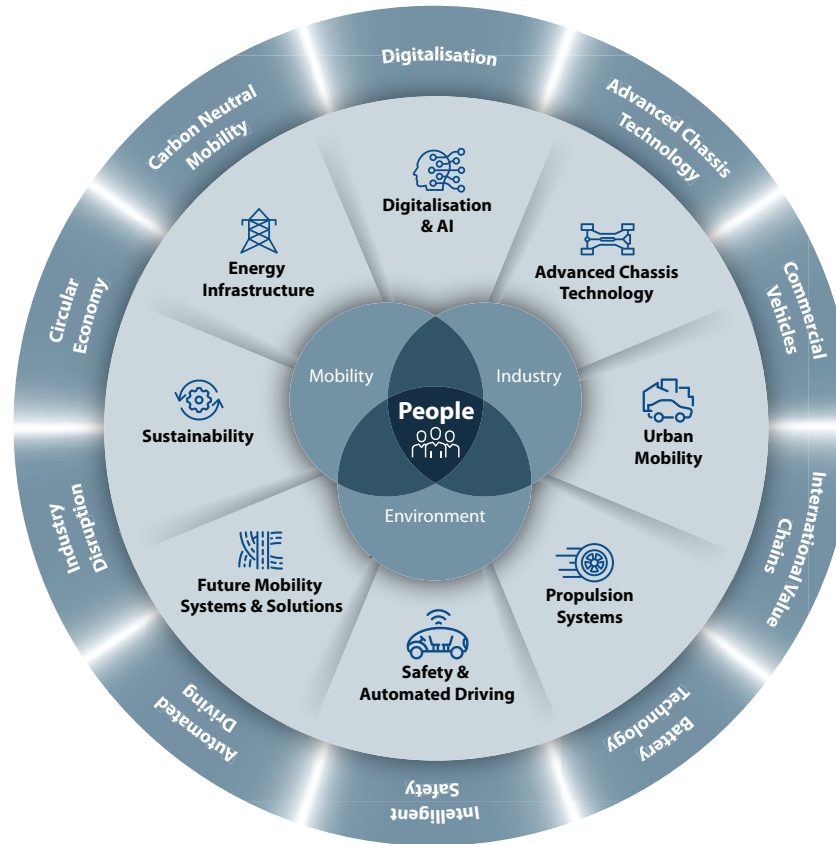 Digitalisation
Advanced Chassis
Technology
Commercial
Vehicles
International Value
Chains
Battery
Technology
Intelligent
Safety
Automated
Driving
Industry
Disruption
Circular
Economy
Carbon Neutral
Mobility
Digitalisation
& AI
Advanced Chassis
Technology
Urban
Mobility
Propulsion
Systems
Safety &
Automated Driving
Future Mobility
Systems & Solutions
Sustainability
Energy
Infrastructure
Mobility
Industry
People
Environment